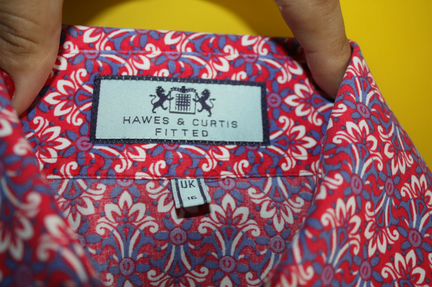 HAWES & CURTIS
FITTED
UK
16